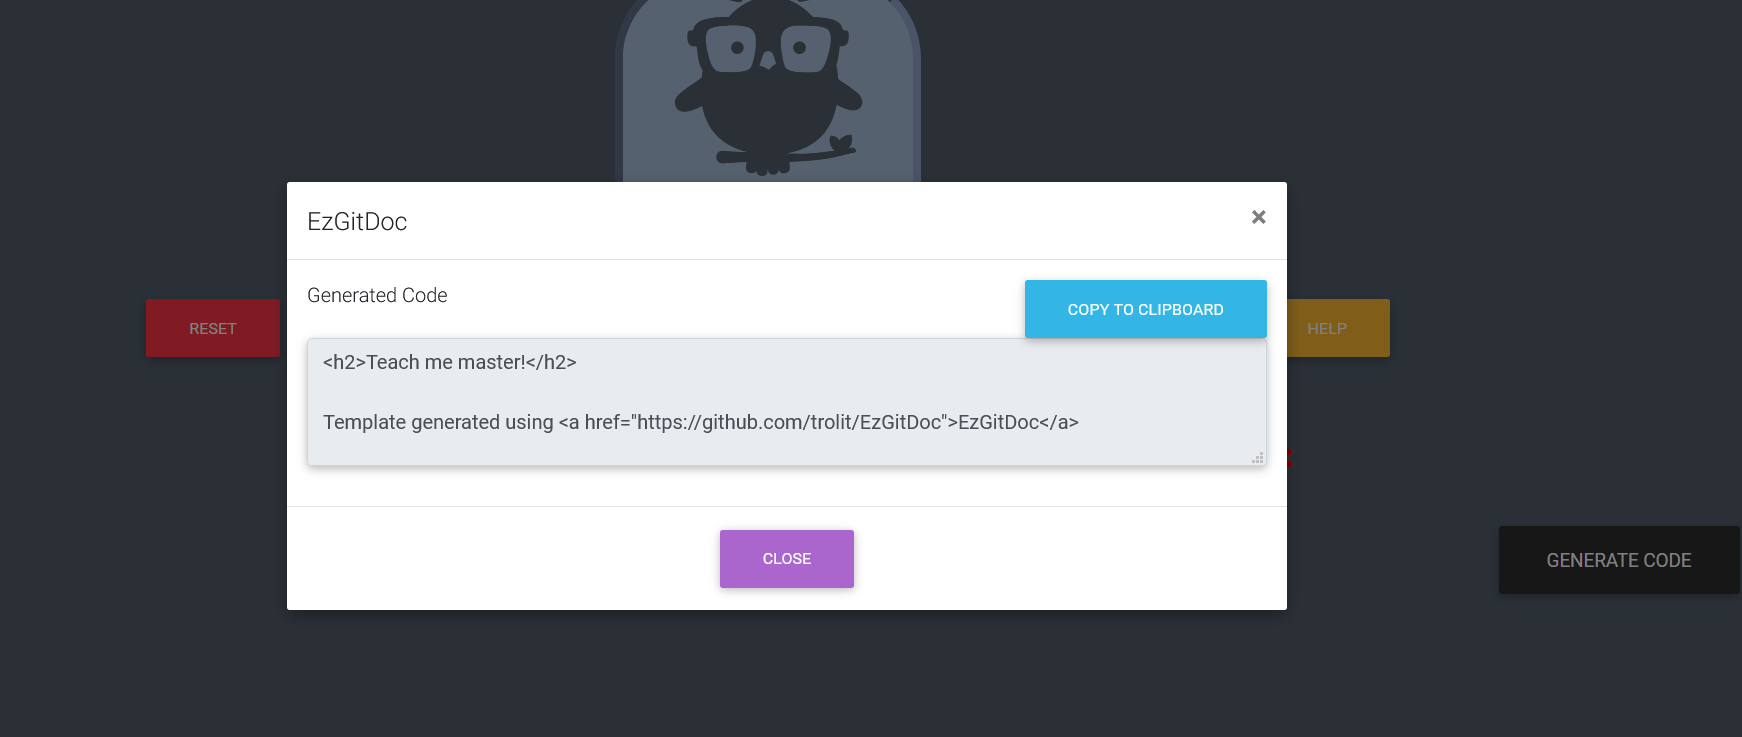 EzGitDoc
×
Generated Code
COPY TO CLIPBOARD
RESET
HELP
<h2>Teach me master!</h2>
Template generated using <a href="https://github.com/trolit/EzGitDoc">EzGitDoc</a>
CLOSE
GENERATE CODE